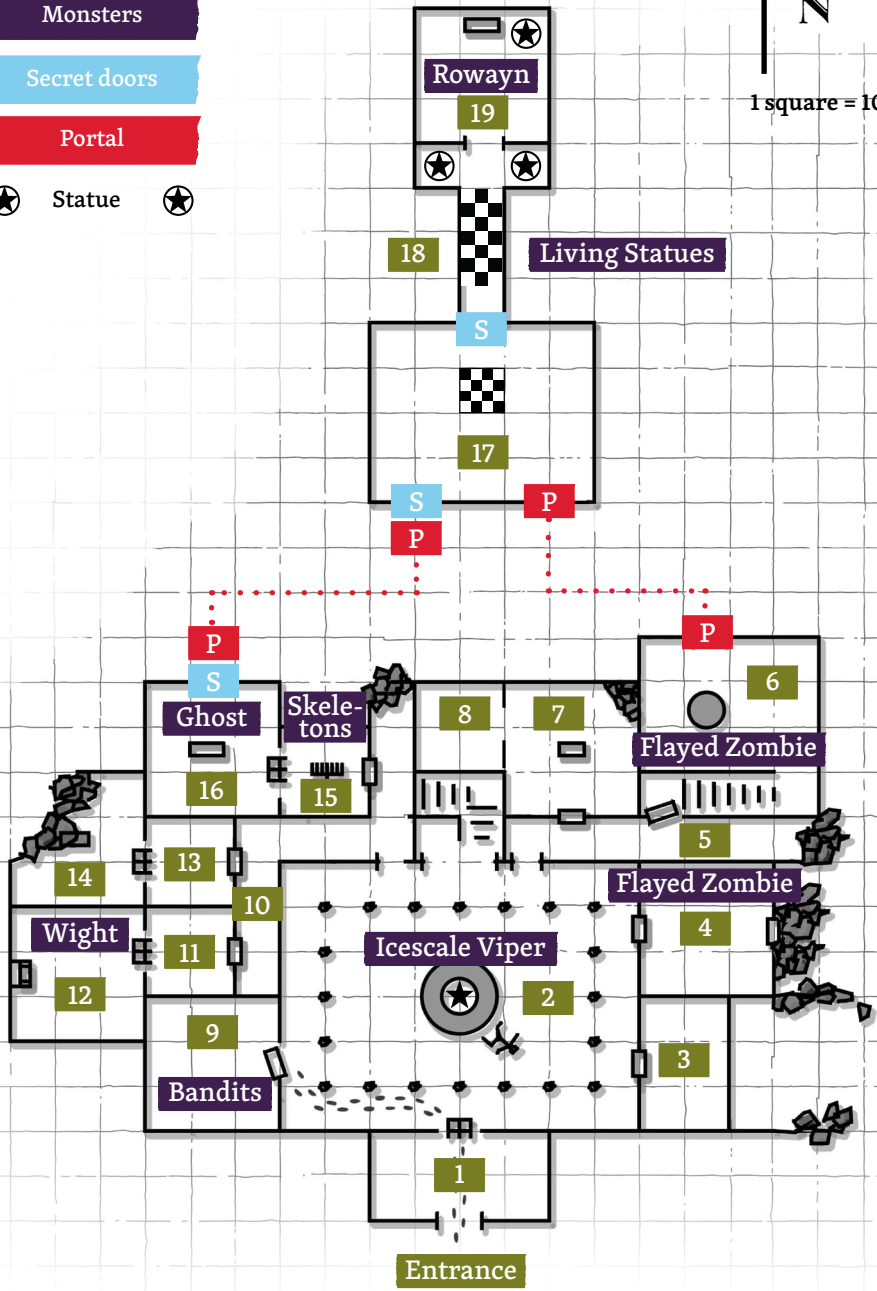 Monsters
N
Secret doors
Rowayn
1 square = 10
19
Portal
Statue
18
Living Statues
S
17
S
P
P
P
P
S
6
Ghost
Skele-
tons
8
7
Flayed Zombie
16
15
5
13
14
Flayed Zombie
10
4
Wight
Icescale Viper
11
12
2
9
3
Bandits
1
Entrance